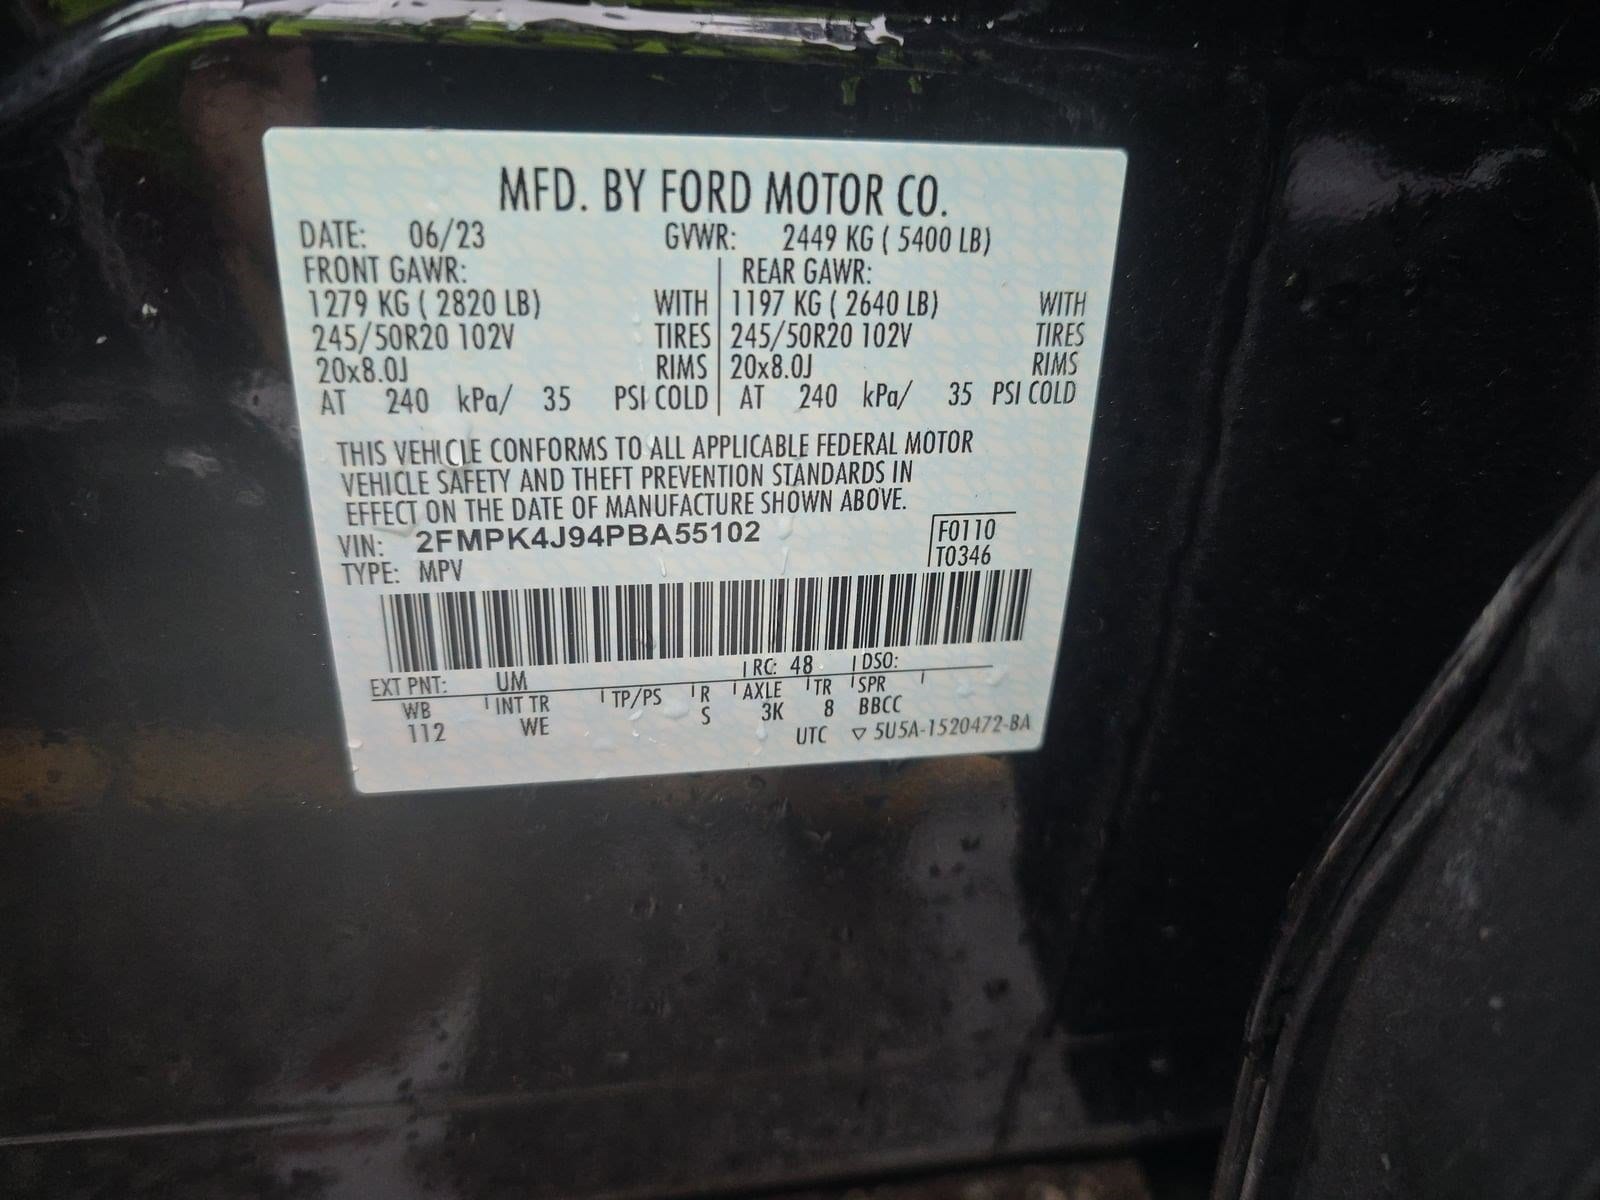 MFD. BY FORD MOTOR CO.
DATE: 06/23 GVWR: 2449 KG ( 5400 LB)
FRONT GAWR: REAR GAWR:
1279 KG ( 2820 LB) WITH 1197 KG ( 2640 LB) WITH
245/50R20 102V TIRES 245/50R20 102V TIRES
20x8.0J RIMS 20x8.0J RIMS
AT 240 kPa/ 35 PSI COLD AT 240 kPa/ 35 PSI COLD
THIS VEHICLE CONFORMS TO ALL APPLICABLE FEDERAL MOTOR
VEHICLE SAFETY AND THEFT PREVENTION STANDARDS IN
EFFECT ON THE DATE OF MANUFACTURE SHOWN ABOVE.
VIN: 2FMPK4J94PBA55102 F0110
TYPE: MPV T0346
EXT PNT: UM RC: 48 DSO:
WB INT TR TP/PS R AXLE TR SPR
112 WE S 3K 8 BBCC
UTC ▽ 5U5A-1520472-BA